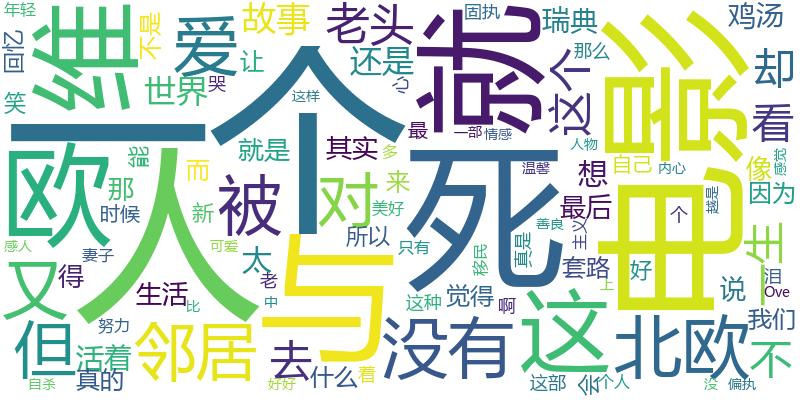 年轻
回忆
笑
维
不是
爱
故事
让
世界
哭
老头
还是
这样
心
固执
就
瑞典
那么
这个
电影
鸡汤
却
看
一个
欧
人
能
那
时候
妻子
感人
又
得
但
活着
真的
自杀
努力
生活
新
而
被
就是
其实
对
多
来
美好
太
老
中
可爱
比
邻居
与
所以
去
什么
好好
着
最
一部
情感
死
温馨
人物
想
自己
内心
像
感觉
因为
最后
善良
主义
个
越是
一生
只有
移民
真是
套路
上
好
说
泪
Ove
我们
这种
觉得
啊
没有
这
北欧
不
这部
会
个人
没
偏执